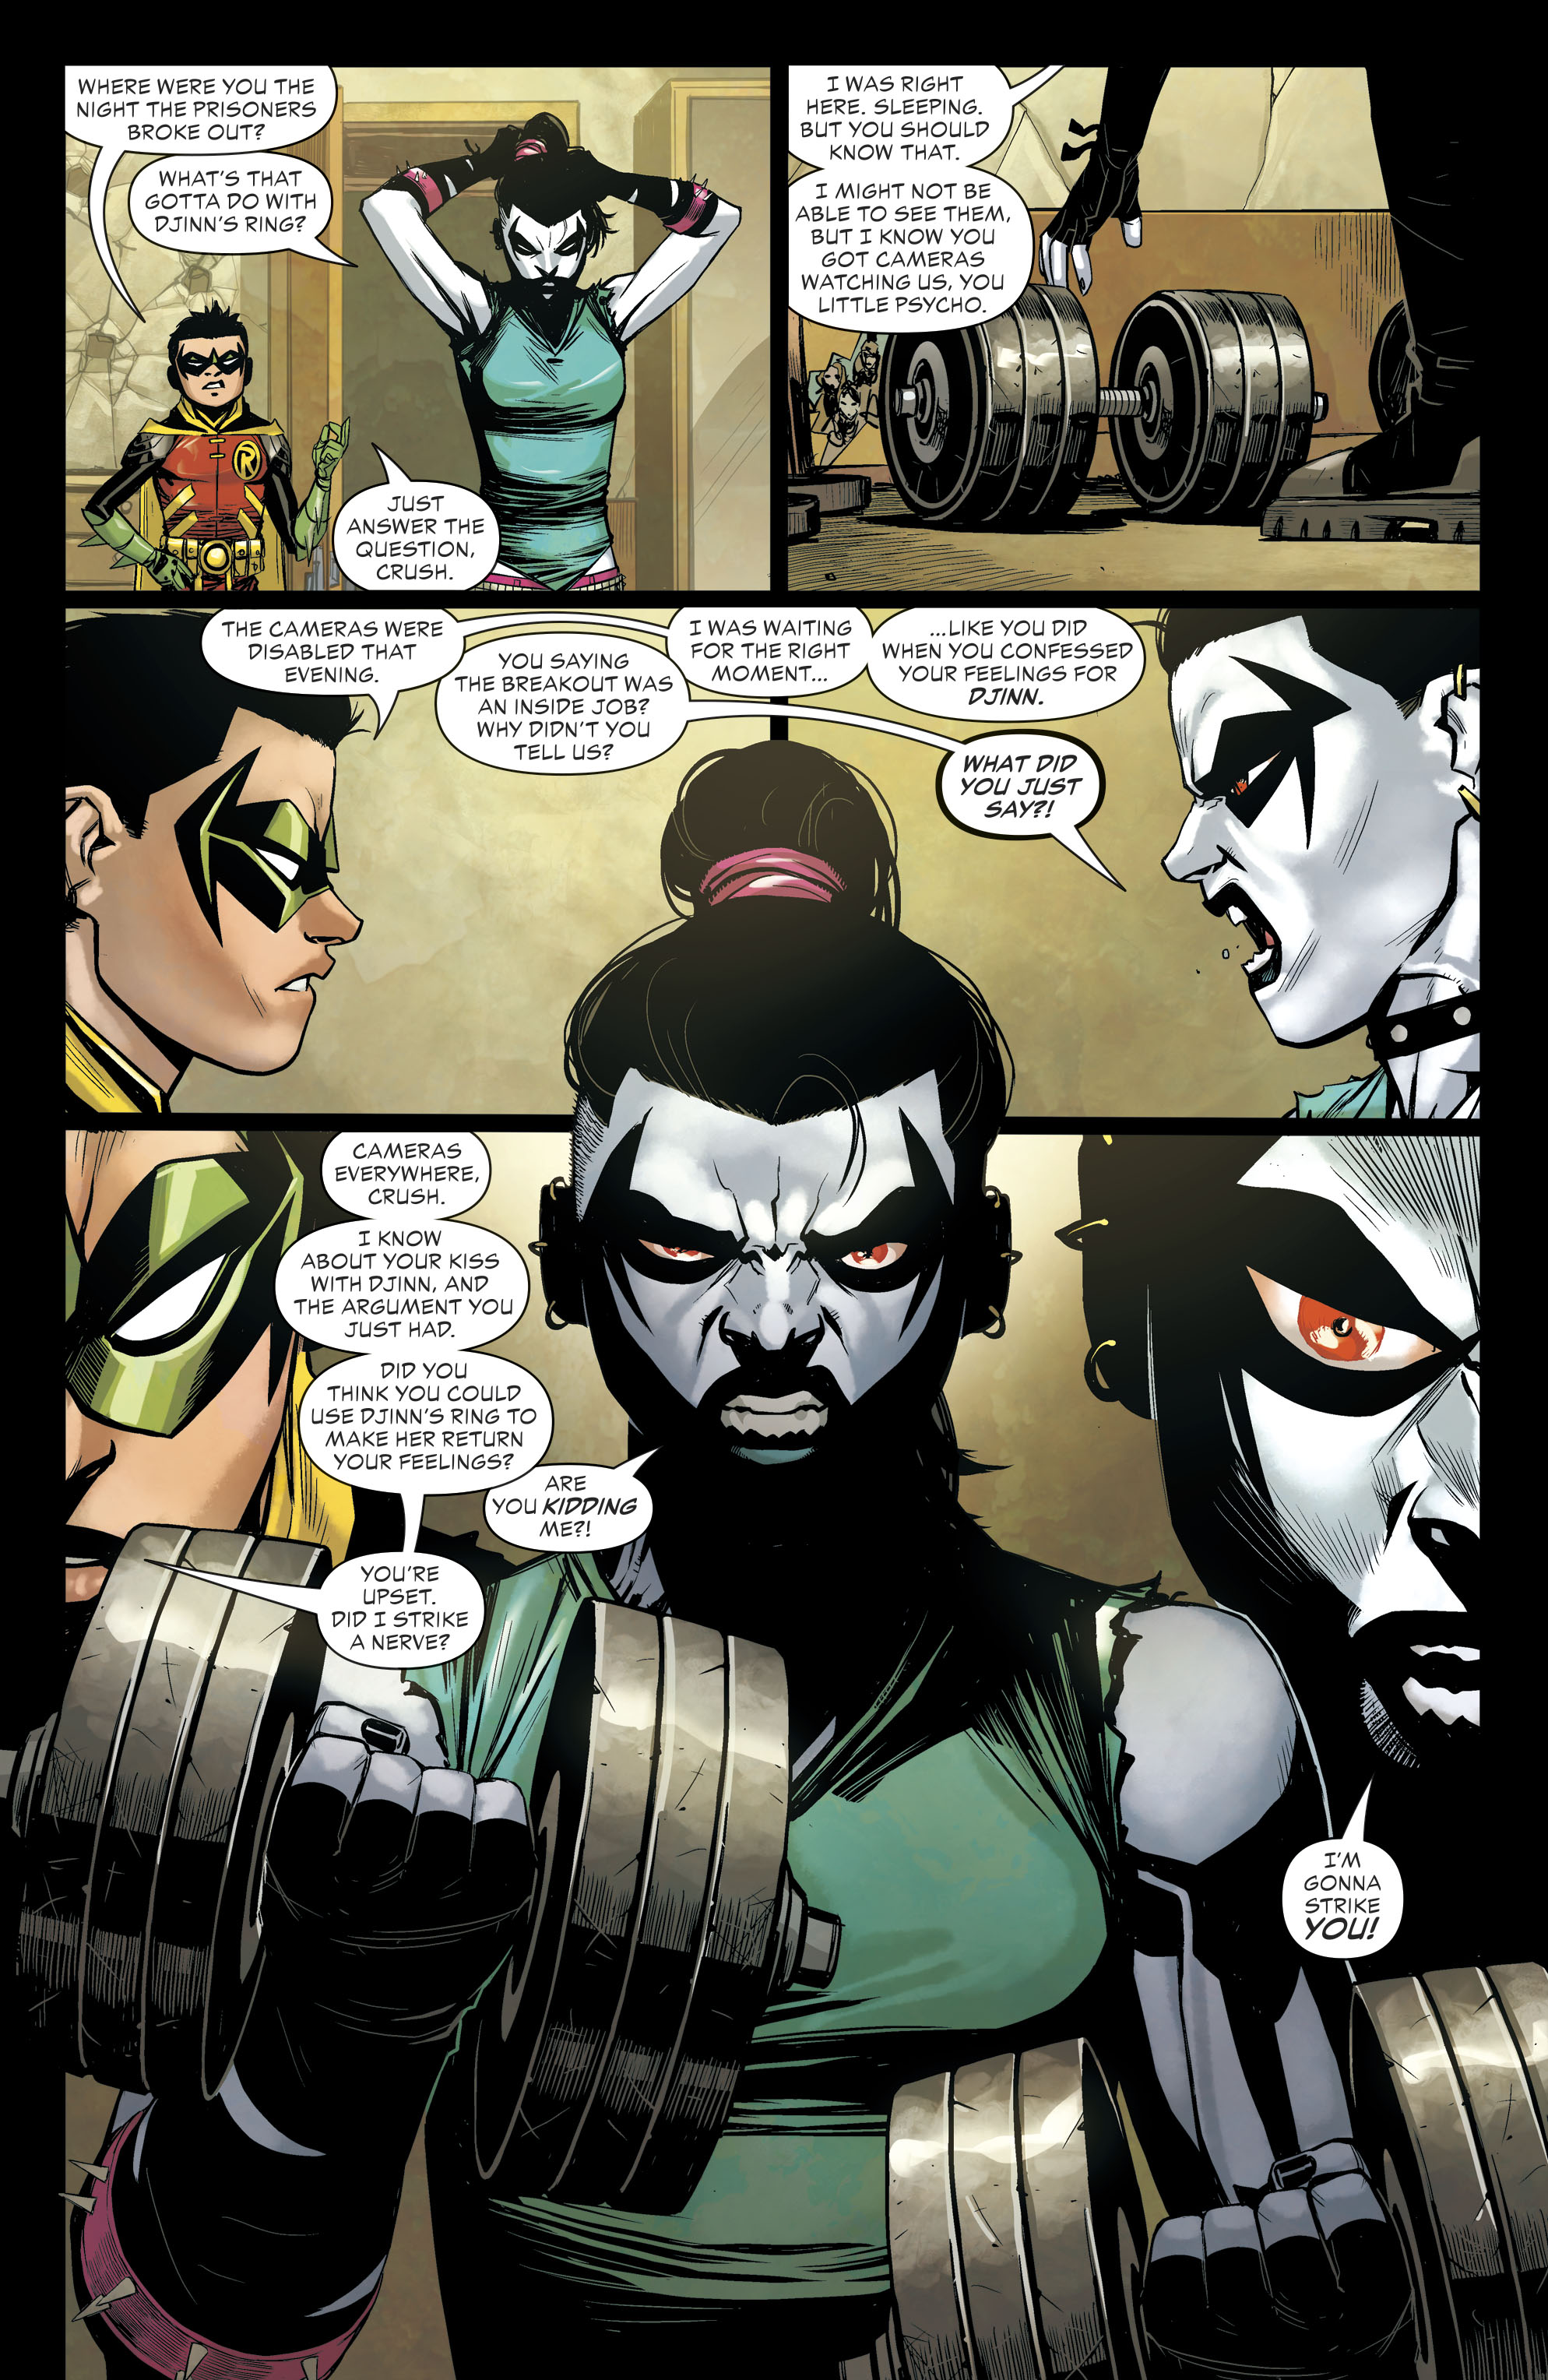 WHERE WERE YOU THE
NIGHT THE PRISONERS
BROKE OUT?
WHAT'S THAT
GOTTA DO WITH
DJINN'S RING?
R
JUST
ANSWER THE
QUESTION,
CRUSH.
I WAS RIGHT
HERE. SLEEPING.
BUT YOU SHOULD
KNOW THAT.
I MIGHT NOT BE
ABLE TO SEE THEM,
BUT I KNOW YOU
GOT CAMERAS
WATCHING US, YOU
LITTLE PSYCHO.
THE CAMERAS WERE
DISABLED THAT
EVENING.
YOU SAYING
THE BREAKOUT WAS
AN INSIDE JOB?
WHY DIDN'T YOU
TELL US?
I WAS WAITING
FOR THE RIGHT
MOMENT...
...LIKE YOU DID
WHEN YOU CONFESSED
YOUR FEELINGS FOR
DJINN.
WHAT DID
YOU JUST
SAY?!
CAMERAS
EVERYWHERE,
CRUSH.
I KNOW
ABOUT YOUR KISS
WITH DJINN, AND
THE ARGUMENT YOU
JUST HAD.
DID YOU
THINK YOU COULD
USE DJINN'S RING TO
MAKE HER RETURN
YOUR FEELINGS?
ARE
YOU KIDDING
ME?!
YOU'RE
UPSET.
DID I STRIKE
A NERVE?
I'M
GONNA
STRIKE
YOU!